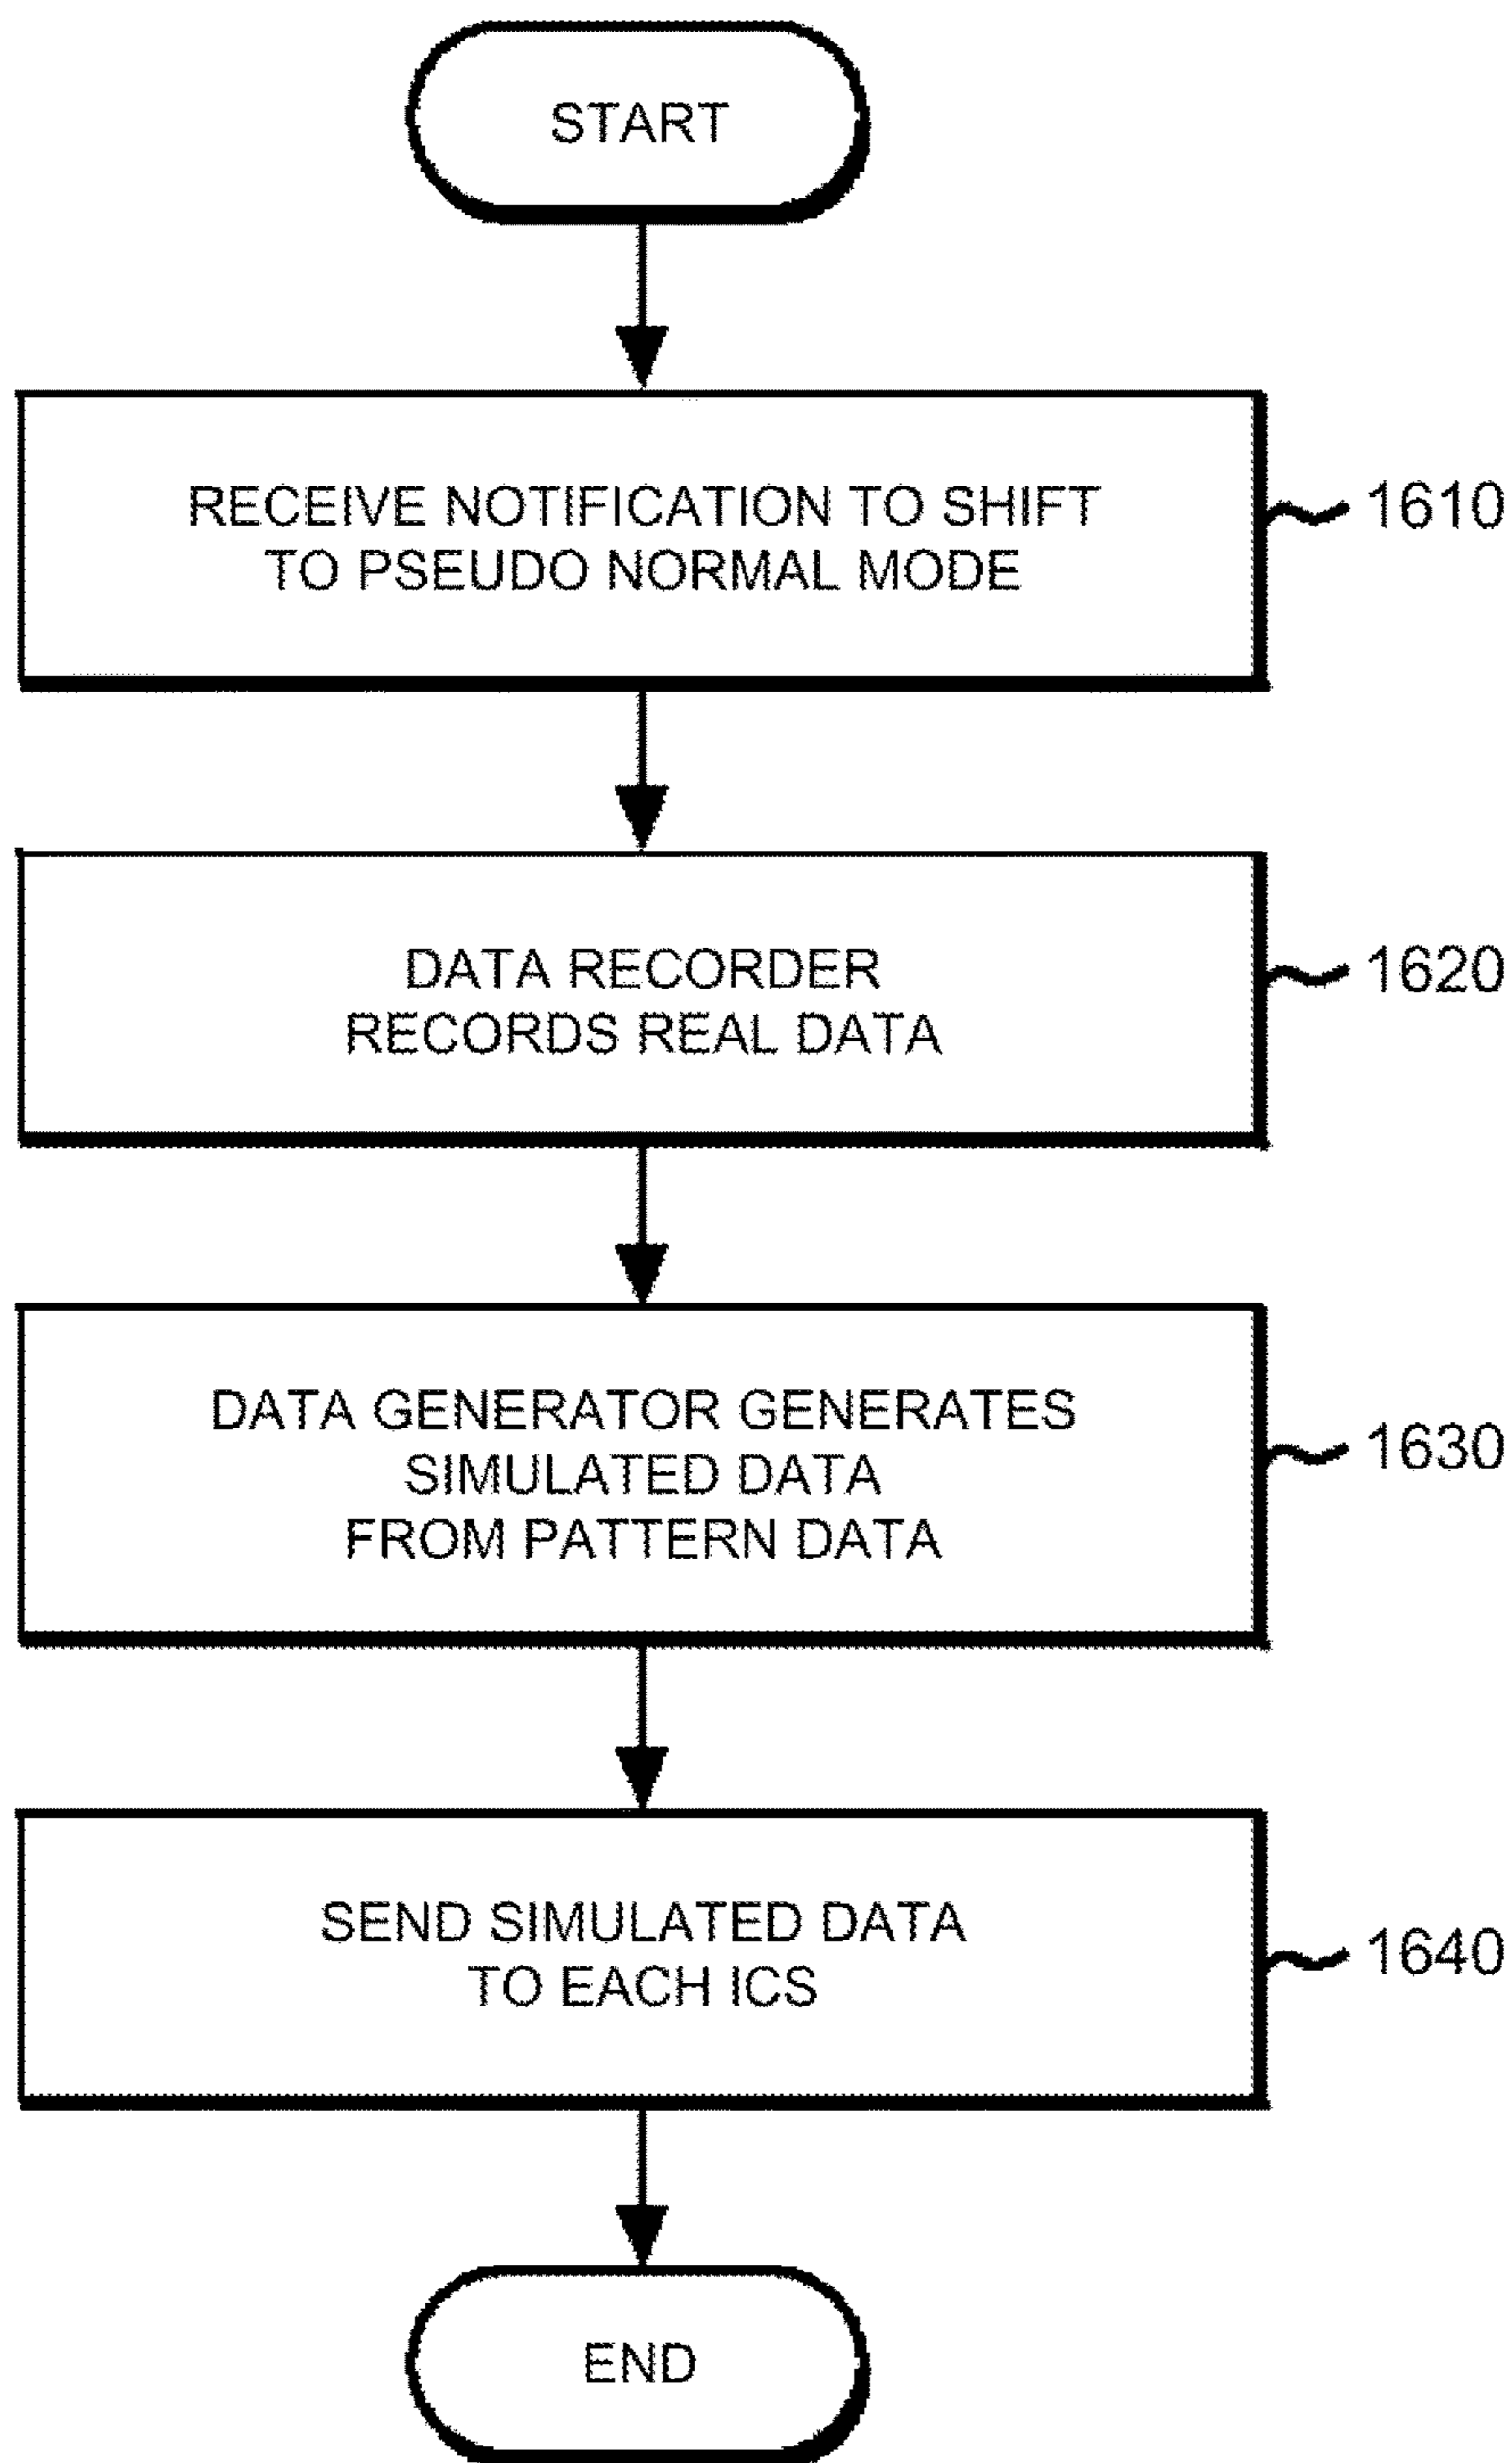 START
RECEIVE NOTIFICATION TO SHIFT
TO PSEUDO NORMAL MODE
1610
DATA RECORDER
RECORDS REAL DATA
1620
DATA GENERATOR GENERATES
SIMULATED DATA
FROM PATTERN DATA
1630
SEND SIMULATED DATA
TO EACH ICS
1640
END